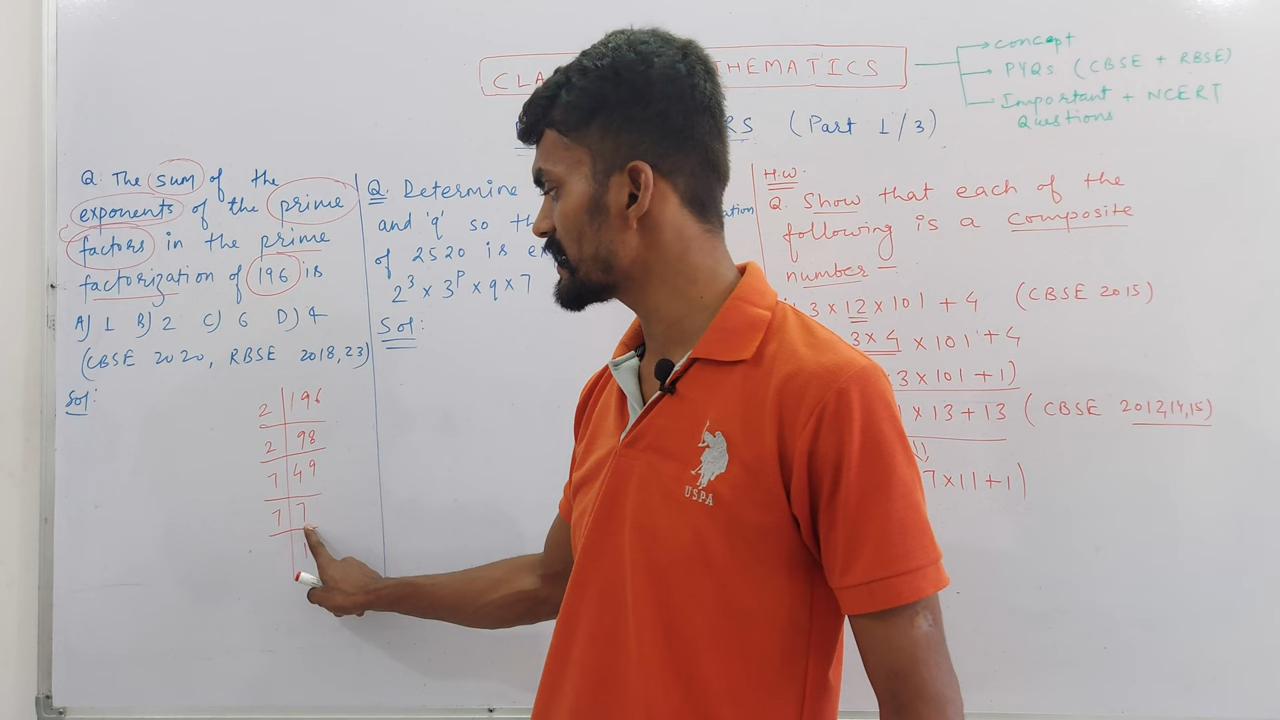 CLA THEMATICS
concept
PYQs (CBSE + RBSE)
Important + NCERT
Questions
RS (Part 1/3)
Q. The sum of the
exponents of the prime
factors in the prime
factorization of 196 is
A) 1 B) 2 C) 6 D) 4
(CBSE 2020, RBSE 2018,23)
Sol:
2 196
2 98
7 49
7 7
1
Q. Determine
and 'q' so th
of 2520 is ex
2³ × 3ᴾ × q × 7
Sol:
ation
H.W.
Q. Show that each of the
following is a composite
number –
3 × 12 × 101 + 4 (CBSE 2015)
3×4 × 101 + 4
3 × 101 + 1)
1 × 13 + 13 (CBSE 2012,14,15)
7 × 11 + 1)
USPA